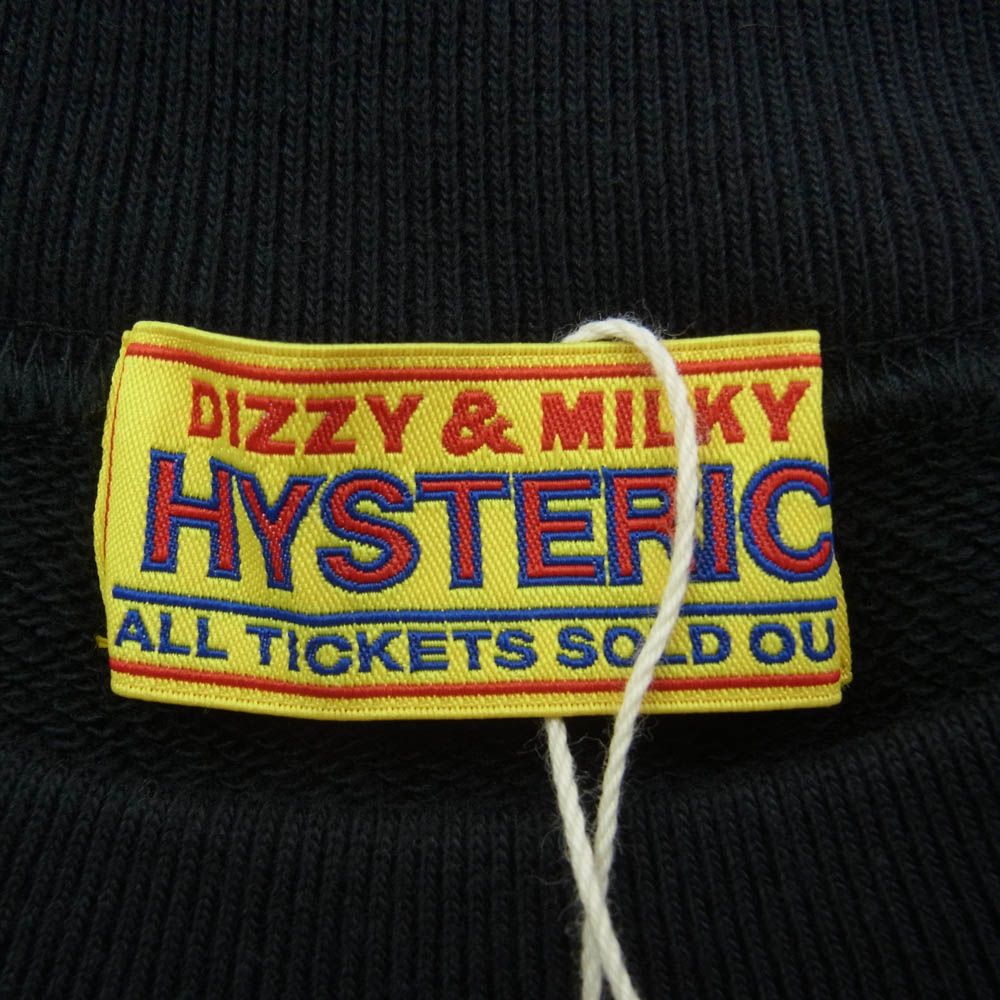 DIZZY & MILKY
HYSTERIC
ALL TICKETS SOLD OU